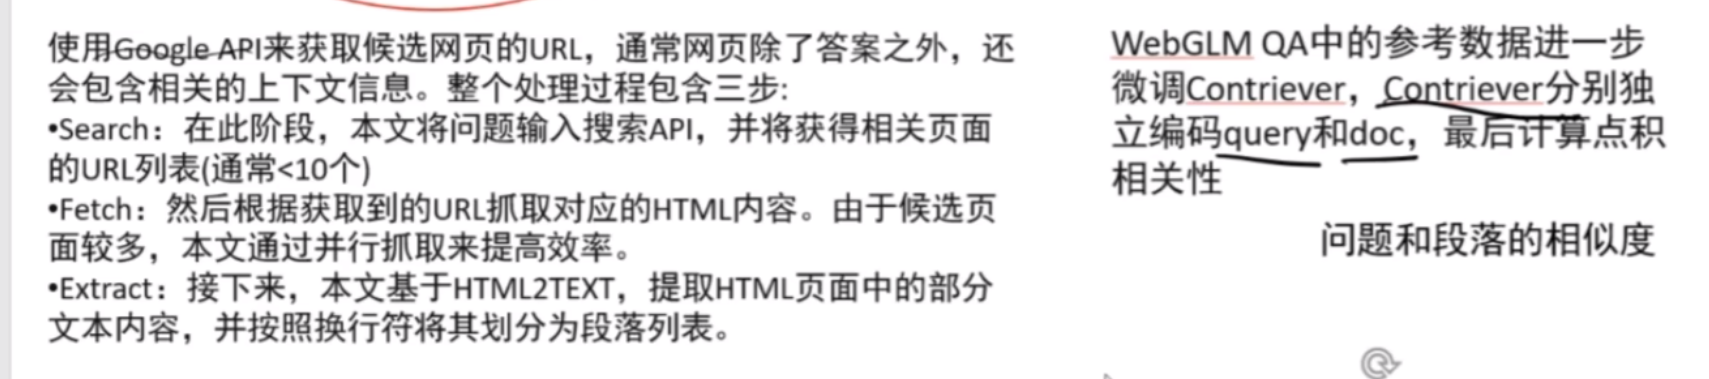 使用Google API来获取候选网页的URL，通常网页除了答案之外，还
会包含相关的上下文信息。整个处理过程包含三步:
•Search：在此阶段，本文将问题输入搜索API，并将获得相关页面
的URL列表(通常<10个)
•Fetch：然后根据获取到的URL抓取对应的HTML内容。由于候选页
面较多，本文通过并行抓取来提高效率。
•Extract：接下来，本文基于HTML2TEXT，提取HTML页面中的部分
文本内容，并按照换行符将其划分为段落列表。
WebGLM QA中的参考数据进一步
微调Contriever，Contriever分别独
立编码query和doc，最后计算点积
相关性
问题和段落的相似度